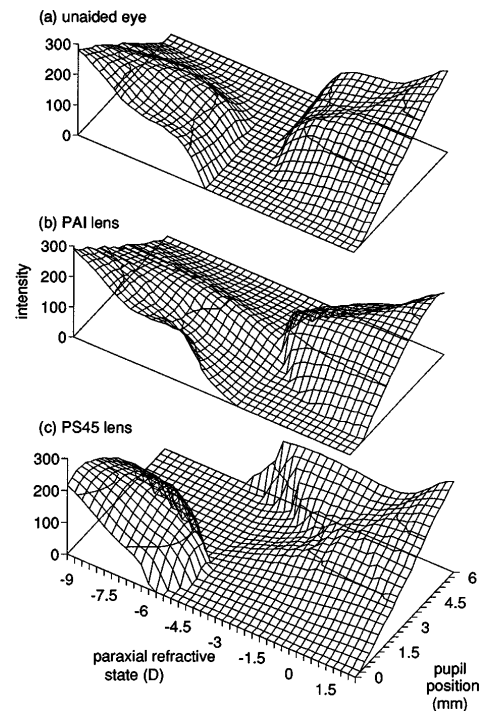 (a) unaided eye
300
200
100
0
(b) PAI lens
300
200
100
0
intensity
(c) PS45 lens
300
200
100
0
-9
-7.5
-6
-4.5
-3
-1.5
0
1.5
paraxial refractive
state (D)
6
4.5
3
1.5
0
pupil
position
(mm)